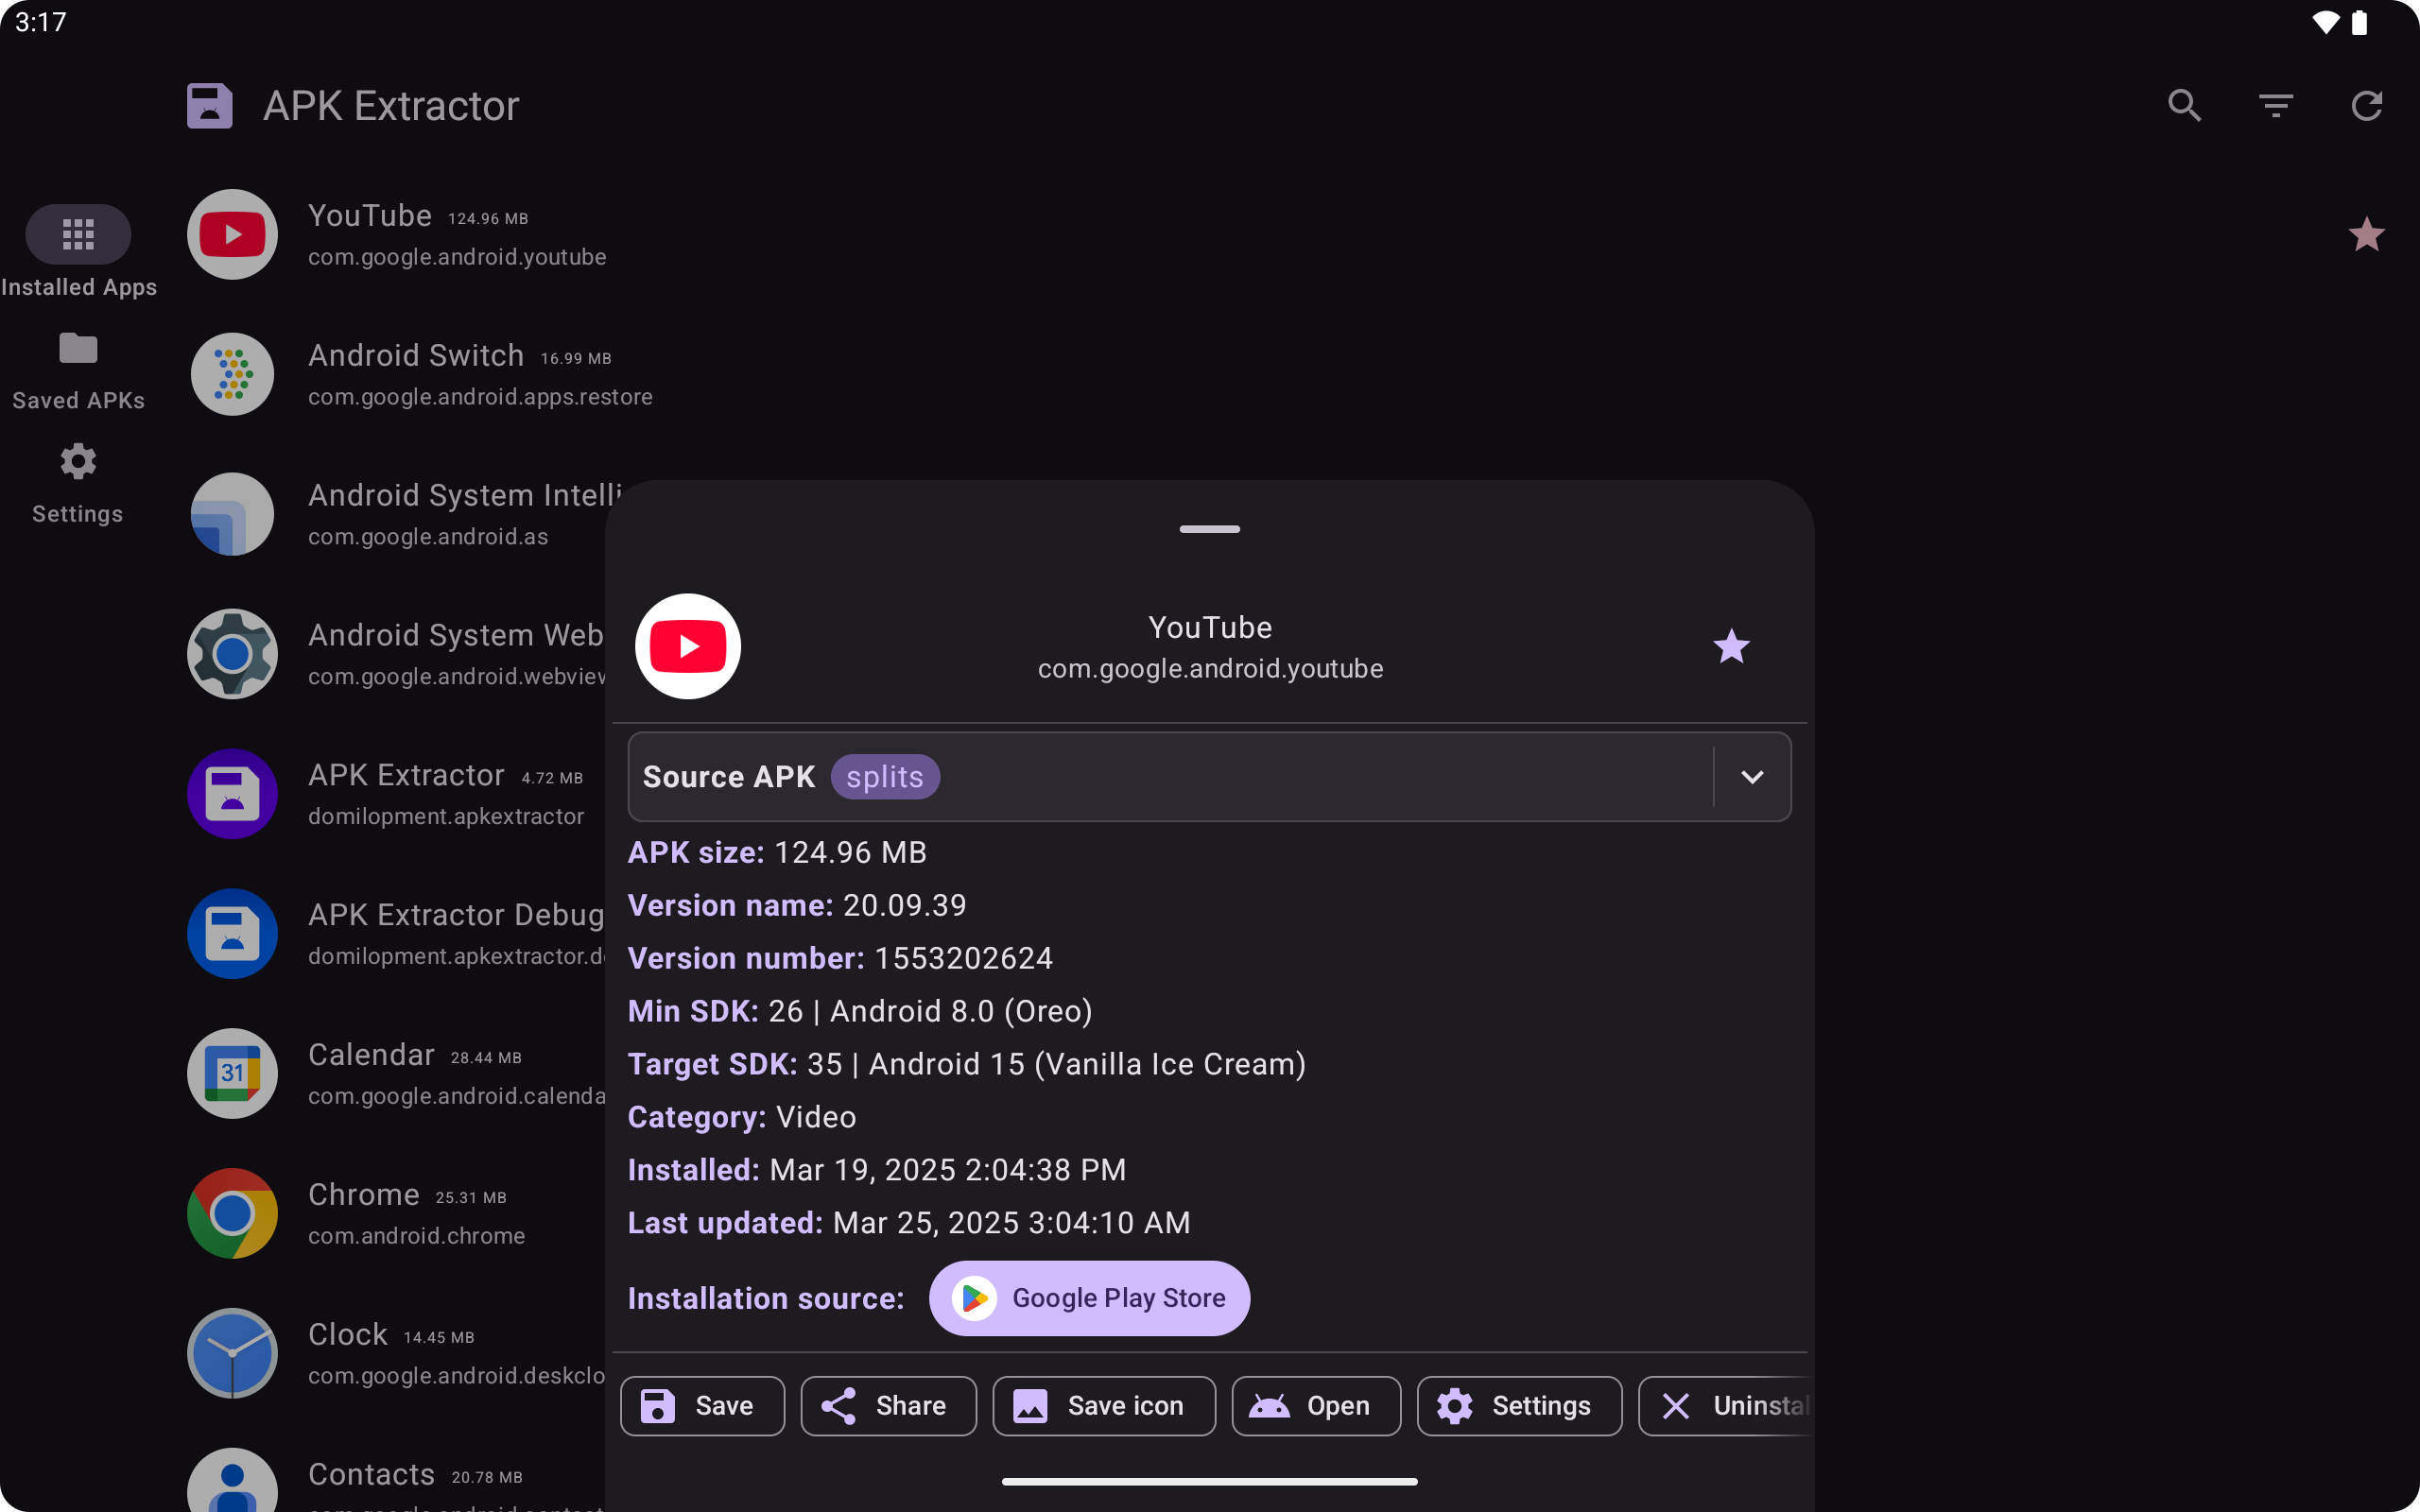 3:17
APK Extractor
Installed Apps
Saved APKs
Settings
YouTube 124.96 MB
com.google.android.youtube
Android Switch 16.99 MB
com.google.android.apps.restore
Android System Intelli
com.google.android.as
Android System Web
com.google.android.webview
APK Extractor 4.72 MB
domilopment.apkextractor
APK Extractor Debug
domilopment.apkextractor.d
Calendar 28.44 MB
31
com.google.android.calenda
Chrome 25.31 MB
com.android.chrome
Clock 14.45 MB
com.google.android.deskclo
Contacts 20.78 MB
YouTube
com.google.android.youtube
Source APK splits
APK size: 124.96 MB
Version name: 20.09.39
Version number: 1553202624
Min SDK: 26 | Android 8.0 (Oreo)
Target SDK: 35 | Android 15 (Vanilla Ice Cream)
Category: Video
Installed: Mar 19, 2025 2:04:38 PM
Last updated: Mar 25, 2025 3:04:10 AM
Installation source: Google Play Store
Save Share Save icon Open Settings Uninstal